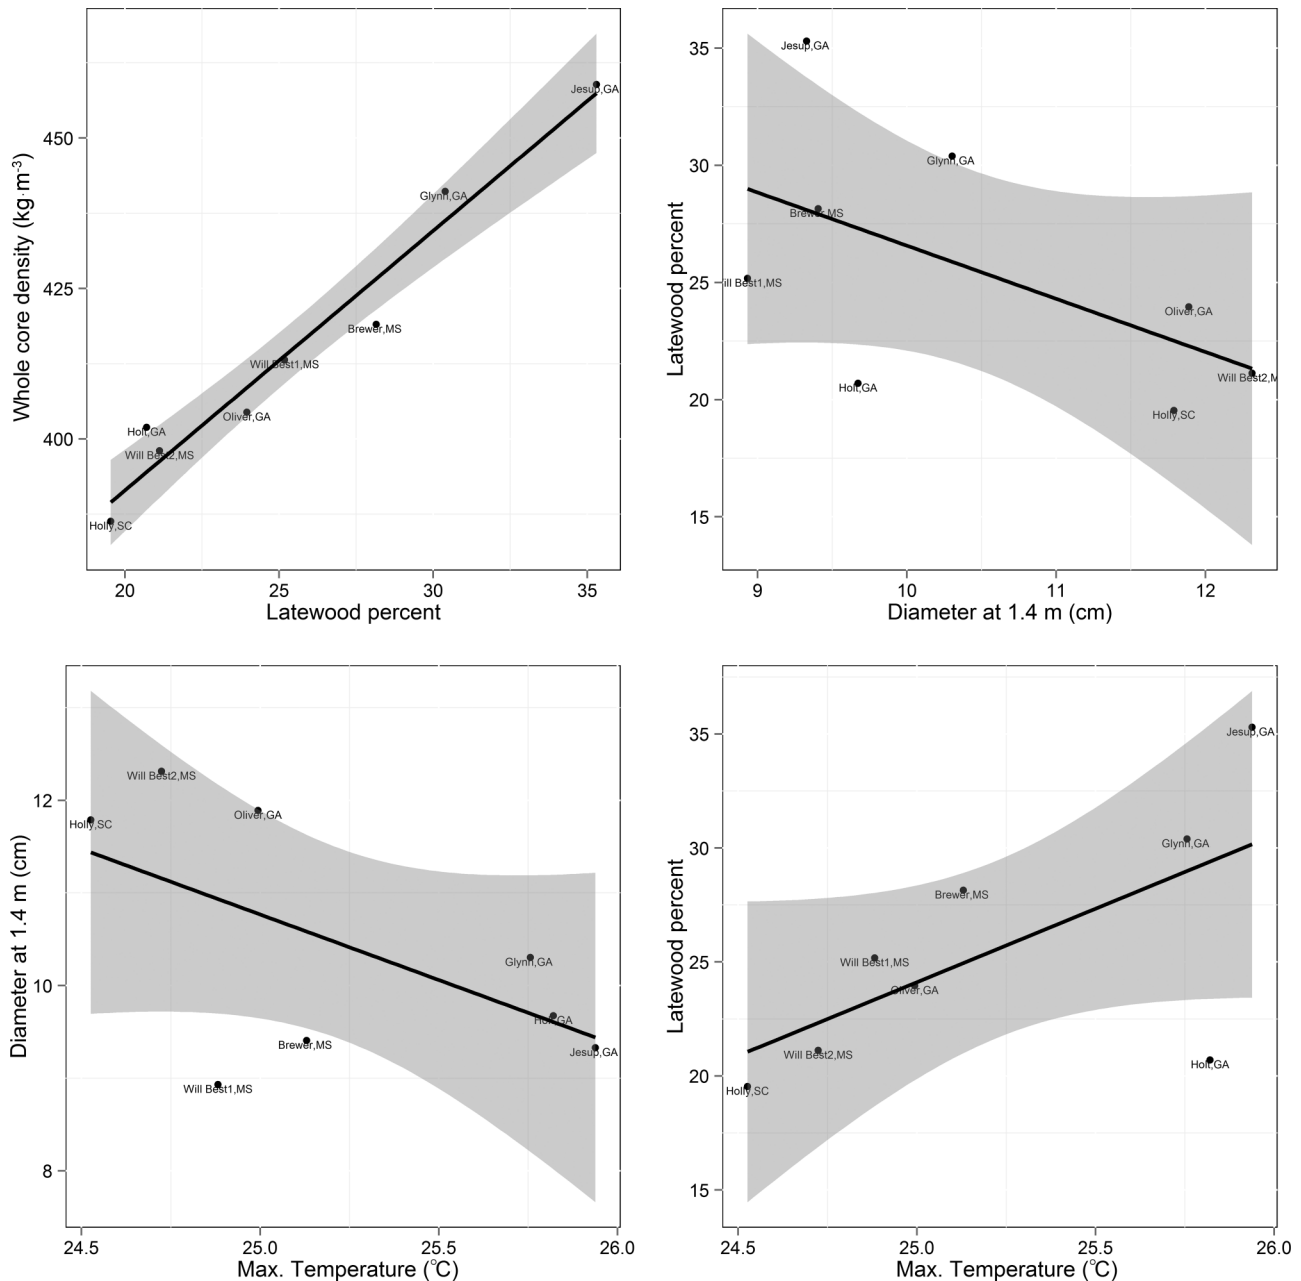 Whole core density (kg·m⁻³)
450
425
400
Jesup,GA
Glynn,GA
Brewer,MS
Will Best1,MS
Oliver,GA
Holt,GA
Will Best2,MS
Holly,SC
20 25 30 35
Latewood percent
Latewood percent
35
30
25
20
15
Jesup,GA
Glynn,GA
Brewer,MS
ill Best1,MS
Oliver,GA
Holt,GA
Will Best2,M
Holly,SC
9 10 11 12
Diameter at 1.4 m (cm)
Diameter at 1.4 m (cm)
12
10
8
Will Best2,MS
Oliver,GA
Holly,SC
Glynn,GA
Holt,GA
Brewer,MS
Jesup,GA
Will Best1,MS
24.5 25.0 25.5 26.0
Max. Temperature (℃)
Latewood percent
35
30
25
20
15
Jesup,GA
Glynn,GA
Brewer,MS
Will Best1,MS
Oliver,GA
Will Best2,MS
Holt,GA
Holly,SC
24.5 25.0 25.5 26.0
Max. Temperature (℃)